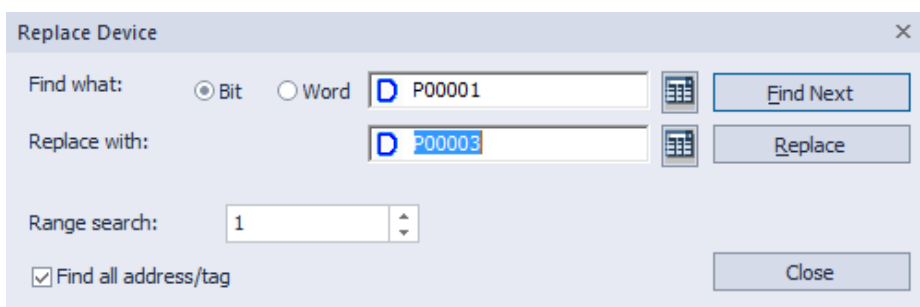 Replace Device
Find what: Bit Word D P00001 Find Next
Replace with: D P00003 Replace
Range search: 1
Find all address/tag Close